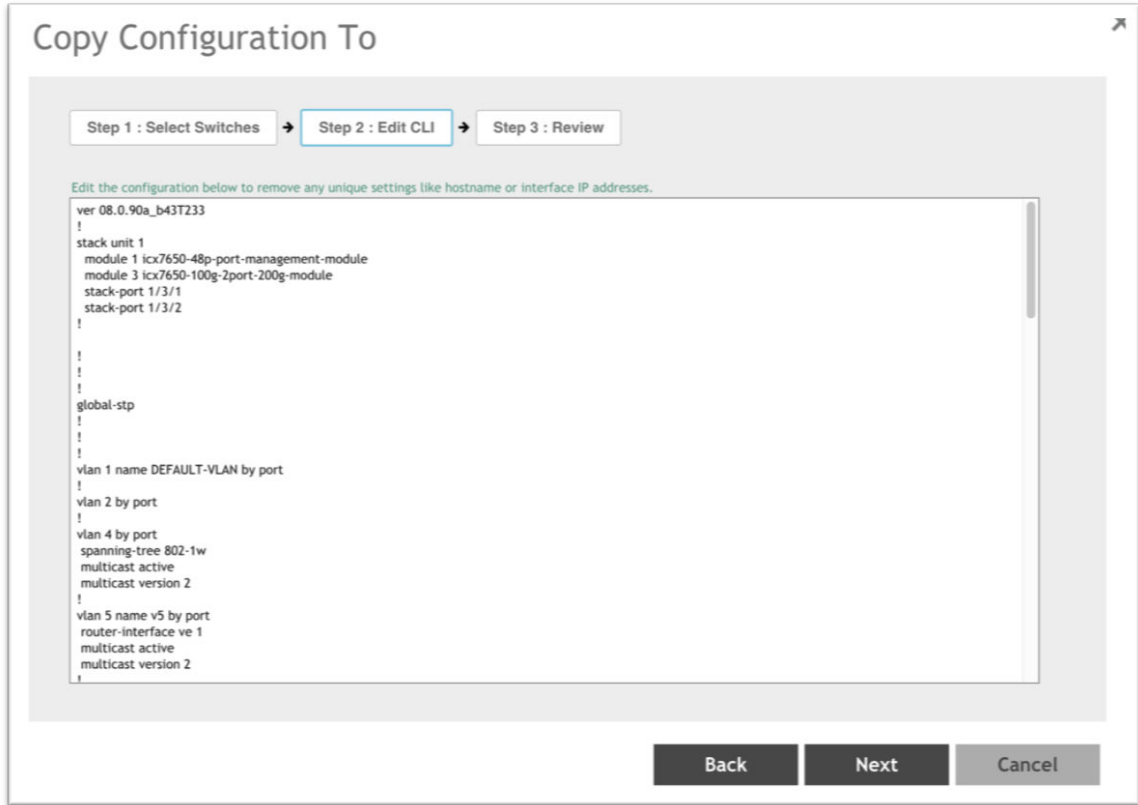 Copy Configuration To
Step 1 : Select Switches → Step 2 : Edit CLI → Step 3 : Review
Edit the configuration below to remove any unique settings like hostname or interface IP addresses.
ver 08.0.90a_b43T233
!
stack unit 1
  module 1 icx7650-48p-port-management-module
  module 3 icx7650-100g-2port-200g-module
  stack-port 1/3/1
  stack-port 1/3/2
!

!
!
!
global-stp
!
!
!
vlan 1 name DEFAULT-VLAN by port
!
vlan 2 by port
!
vlan 4 by port
 spanning-tree 802-1w
 multicast active
 multicast version 2
!
vlan 5 name v5 by port
 router-interface ve 1
 multicast active
 multicast version 2
!
Back Next Cancel